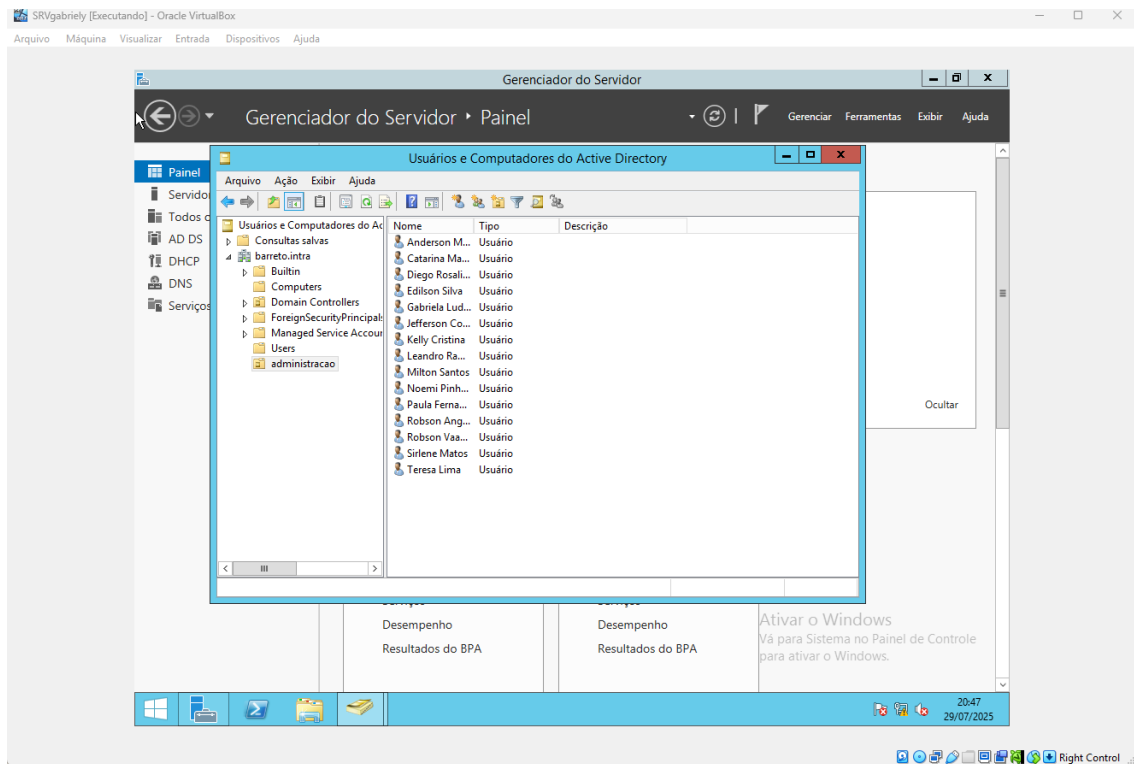 SRVgabriely [Executando] - Oracle VirtualBox
Arquivo Máquina Visualizar Entrada Dispositivos Ajuda
Gerenciador do Servidor
Gerenciador do Servidor Painel
Gerenciar Ferramentas Exibir Ajuda
Painel
Servido
Todos o
AD DS
DHCP
DNS
Serviços
Usuários e Computadores do Active Directory
Arquivo Ação Exibir Ajuda
Usuários e Computadores do Ac
Consultas salvas
barreto.intra
Builtin
Computers
Domain Controllers
ForeignSecurityPrincipals
Managed Service Accour
Users
administracao
Nome Tipo Descrição
Anderson M... Usuário
Catarina Ma... Usuário
Diego Rosali... Usuário
Edilson Silva Usuário
Gabriela Lud... Usuário
Jefferson Co... Usuário
Kelly Cristina Usuário
Leandro Ra... Usuário
Milton Santos Usuário
Noemi Pinh... Usuário
Paula Ferna... Usuário
Robson Ang... Usuário
Robson Vaa... Usuário
Sirlene Matos Usuário
Teresa Lima Usuário
Ocultar
Desempenho
Resultados do BPA
Desempenho
Resultados do BPA
Ativar o Windows
Vá para Sistema no Painel de Controle
para ativar o Windows.
20:47
29/07/2025
Right Control